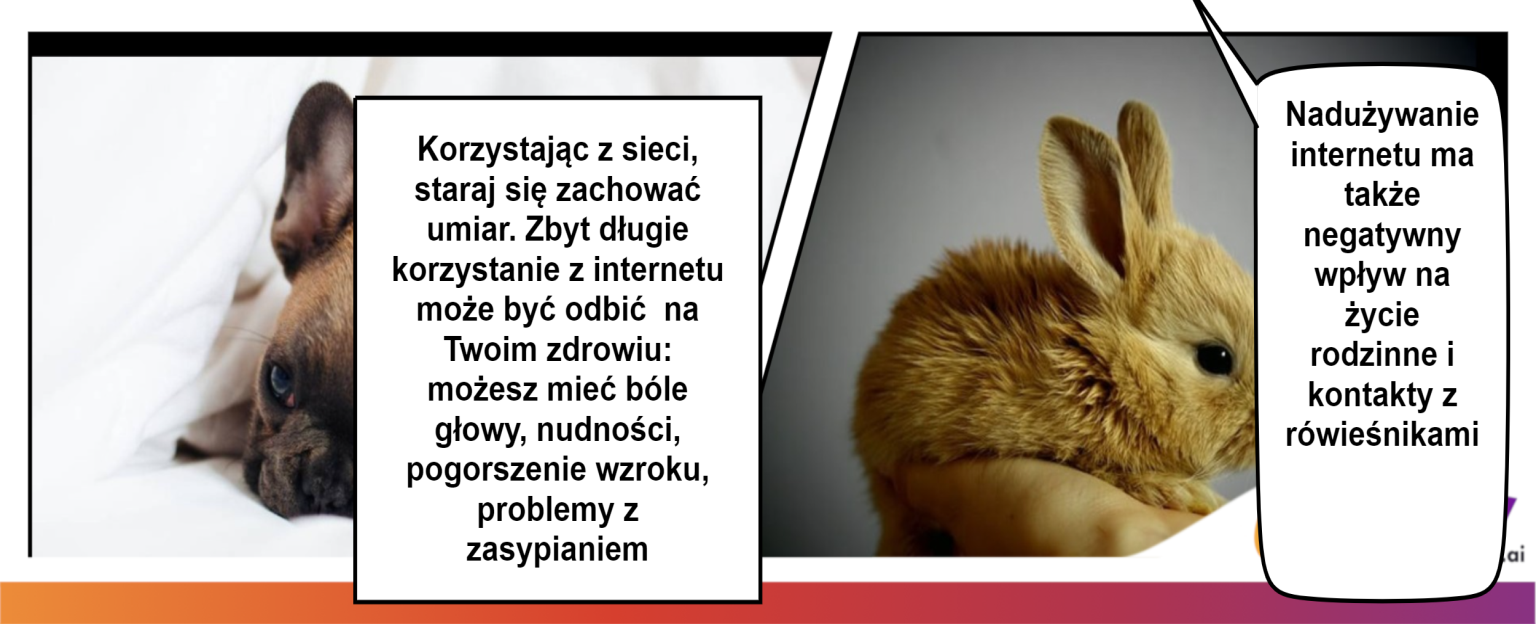 Korzystając z sieci,
staraj się zachować
umiar. Zbyt długie
korzystanie z internetu
może być odbić  na
Twoim zdrowiu:
możesz mieć bóle
głowy, nudności,
pogorszenie wzroku,
problemy z
zasypianiem
Nadużywanie
internetu ma
także
negatywny
wpływ na
życie
rodzinne i
kontakty z
rówieśnikami
.ai